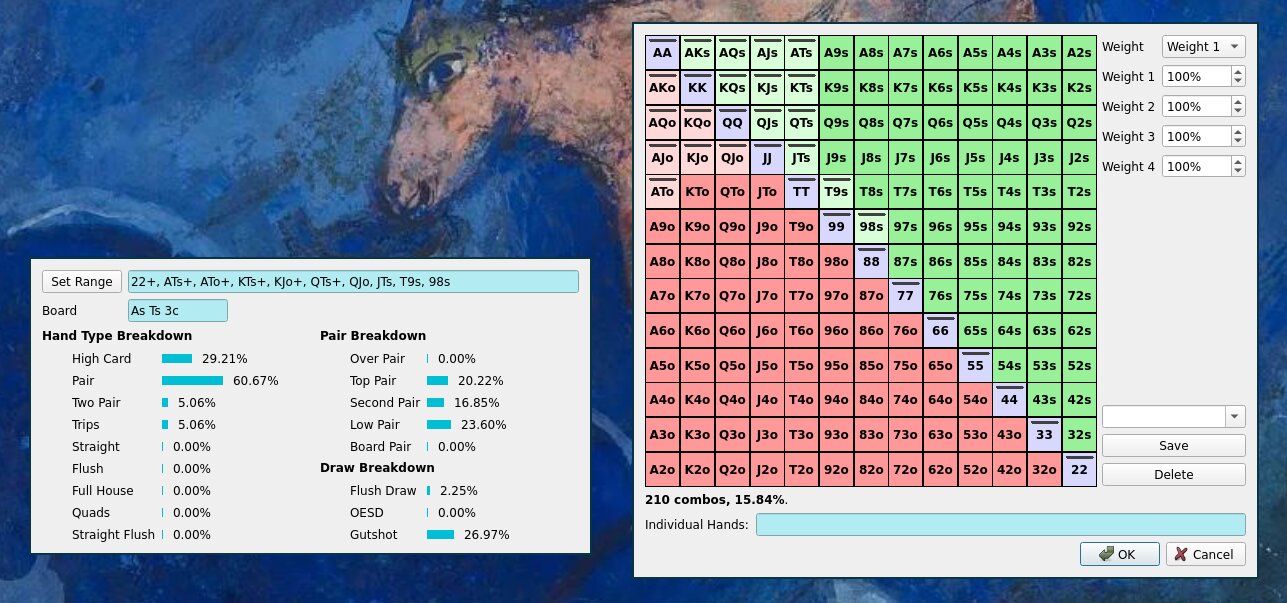 Set Range 22+, ATs+, ATo+, KTs+, KJo+, QTs+, QJo, JTs, T9s, 98s
Board As Ts 3c
Hand Type Breakdown
High Card 29.21%
Pair 60.67%
Two Pair 5.06%
Trips 5.06%
Straight 0.00%
Flush 0.00%
Full House 0.00%
Quads 0.00%
Straight Flush 0.00%
Pair Breakdown
Over Pair 0.00%
Top Pair 20.22%
Second Pair 16.85%
Low Pair 23.60%
Board Pair 0.00%
Draw Breakdown
Flush Draw 2.25%
OESD 0.00%
Gutshot 26.97%
AA AKs AQs AJs ATs A9s A8s A7s A6s A5s A4s A3s A2s
AKo KK KQs KJs KTs K9s K8s K7s K6s K5s K4s K3s K2s
AQo KQo QQ QJs QTs Q9s Q8s Q7s Q6s Q5s Q4s Q3s Q2s
AJo KJo QJo JJ JTs J9s J8s J7s J6s J5s J4s J3s J2s
ATo KTo QTo JTo TT T9s T8s T7s T6s T5s T4s T3s T2s
A9o K9o Q9o J9o T9o 99 98s 97s 96s 95s 94s 93s 92s
A8o K8o Q8o J8o T8o 98o 88 87s 86s 85s 84s 83s 82s
A7o K7o Q7o J7o T7o 97o 87o 77 76s 75s 74s 73s 72s
A6o K6o Q6o J6o T6o 96o 86o 76o 66 65s 64s 63s 62s
A5o K5o Q5o J5o T5o 95o 85o 75o 65o 55 54s 53s 52s
A4o K4o Q4o J4o T4o 94o 84o 74o 64o 54o 44 43s 42s
A3o K3o Q3o J3o T3o 93o 83o 73o 63o 53o 43o 33 32s
A2o K2o Q2o J2o T2o 92o 82o 72o 62o 52o 42o 32o 22
210 combos, 15.84%.
Individual Hands:
Weight Weight 1
Weight 1 100%
Weight 2 100%
Weight 3 100%
Weight 4 100%
Save
Delete
OK Cancel